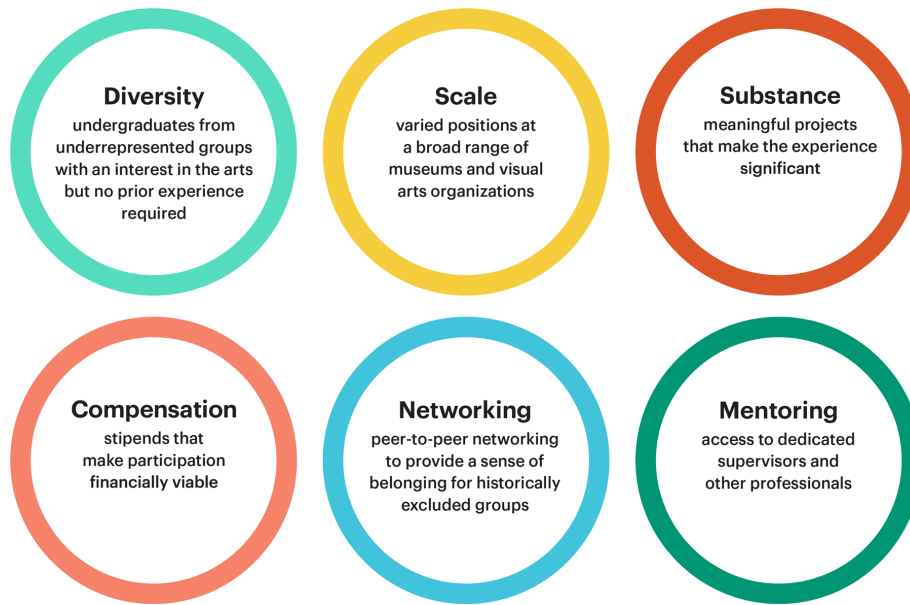 Diversity
undergraduates from
underrepresented groups
with an interest in the arts
but no prior experience
required
Scale
varied positions at
a broad range of
museums and visual
arts organizations
Substance
meaningful projects
that make the experience
significant
Compensation
stipends that
make participation
financially viable
Networking
peer-to-peer networking
to provide a sense of
belonging for historically
excluded groups
Mentoring
access to dedicated
supervisors and
other professionals